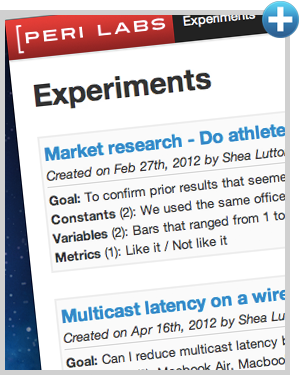 [PERI LABS Experiments
Experiments
Market research - Do athlete
Created on Feb 27th, 2012 by Shea Lutto
Goal: To confirm prior results that seeme
Constants (2): We used the same office
Variables (2): Bars that ranged from 1 to
Metrics (1): Like it / Not like it
Multicast latency on a wire
Created on Apr 16th, 2012 by Shea Lu
Goal: Can I reduce multicast latency b
Macbook Air, Macboo